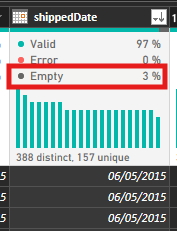 shippedDate
Valid 97 %
Error 0 %
Empty 3 %
388 distinct, 157 unique
06/05/2015
06/05/2015
06/05/2015